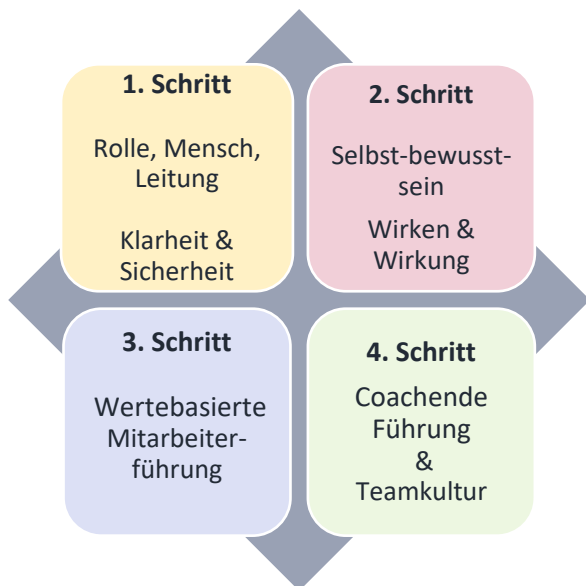 1. Schritt
Rolle, Mensch,
Leitung
Klarheit &
Sicherheit
2. Schritt
Selbst-bewusst-
sein
Wirken &
Wirkung
3. Schritt
Wertebasierte
Mitarbeiter-
führung
4. Schritt
Coachende
Führung
&
Teamkultur